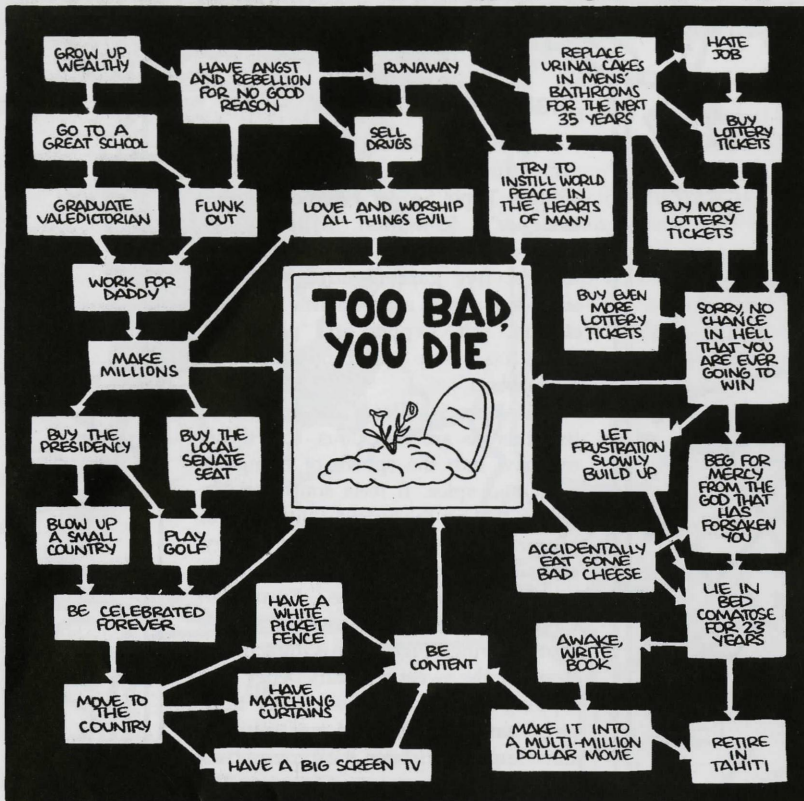 GROW UP
WEALTHY
HAVE ANGST
AND REBELLION
FOR NO GOOD
REASON
RUNAWAY
REPLACE
URINAL CAKES
IN MENS'
BATHROOMS
FOR THE NEXT
35 YEARS
HATE
JOB
GO TO A
GREAT SCHOOL
SELL
DRUGS
BUY
LOTTERY
TICKETS
GRADUATE
VALEDICTORIAN
FLUNK
OUT
LOVE AND WORSHIP
ALL THINGS EVIL
TRY TO
INSTILL WORLD
PEACE IN
THE HEARTS
OF MANY
BUY MORE
LOTTERY
TICKETS
WORK FOR
DADDY
TOO BAD,
YOU DIE
BUY EVEN
MORE
LOTTERY
TICKETS
SORRY, NO
CHANCE
IN HELL
THAT YOU
ARE EVER
GOING TO
WIN
MAKE
MILLIONS
BUY THE
PRESIDENCY
BUY THE
LOCAL
SENATE
SEAT
LET
FRUSTRATION
SLOWLY
BUILD UP
BEG FOR
MERCY
FROM THE
GOD THAT
HAS
FORSAKEN
YOU
BLOW UP
A SMALL
COUNTRY
PLAY
GOLF
ACCIDENTALLY
EAT SOME
BAD CHEESE
BE CELEBRATED
FOREVER
HAVE A
WHITE
PICKET
FENCE
BE
CONTENT
AWAKE,
WRITE
BOOK
LIE IN
BED
COMATOSE
FOR 23
YEARS
MOVE TO
THE
COUNTRY
HAVE
MATCHING
CURTAINS
MAKE IT INTO
A MULTI-MILLION
DOLLAR MOVIE
RETIRE
IN
TAHITI
HAVE A BIG SCREEN TV